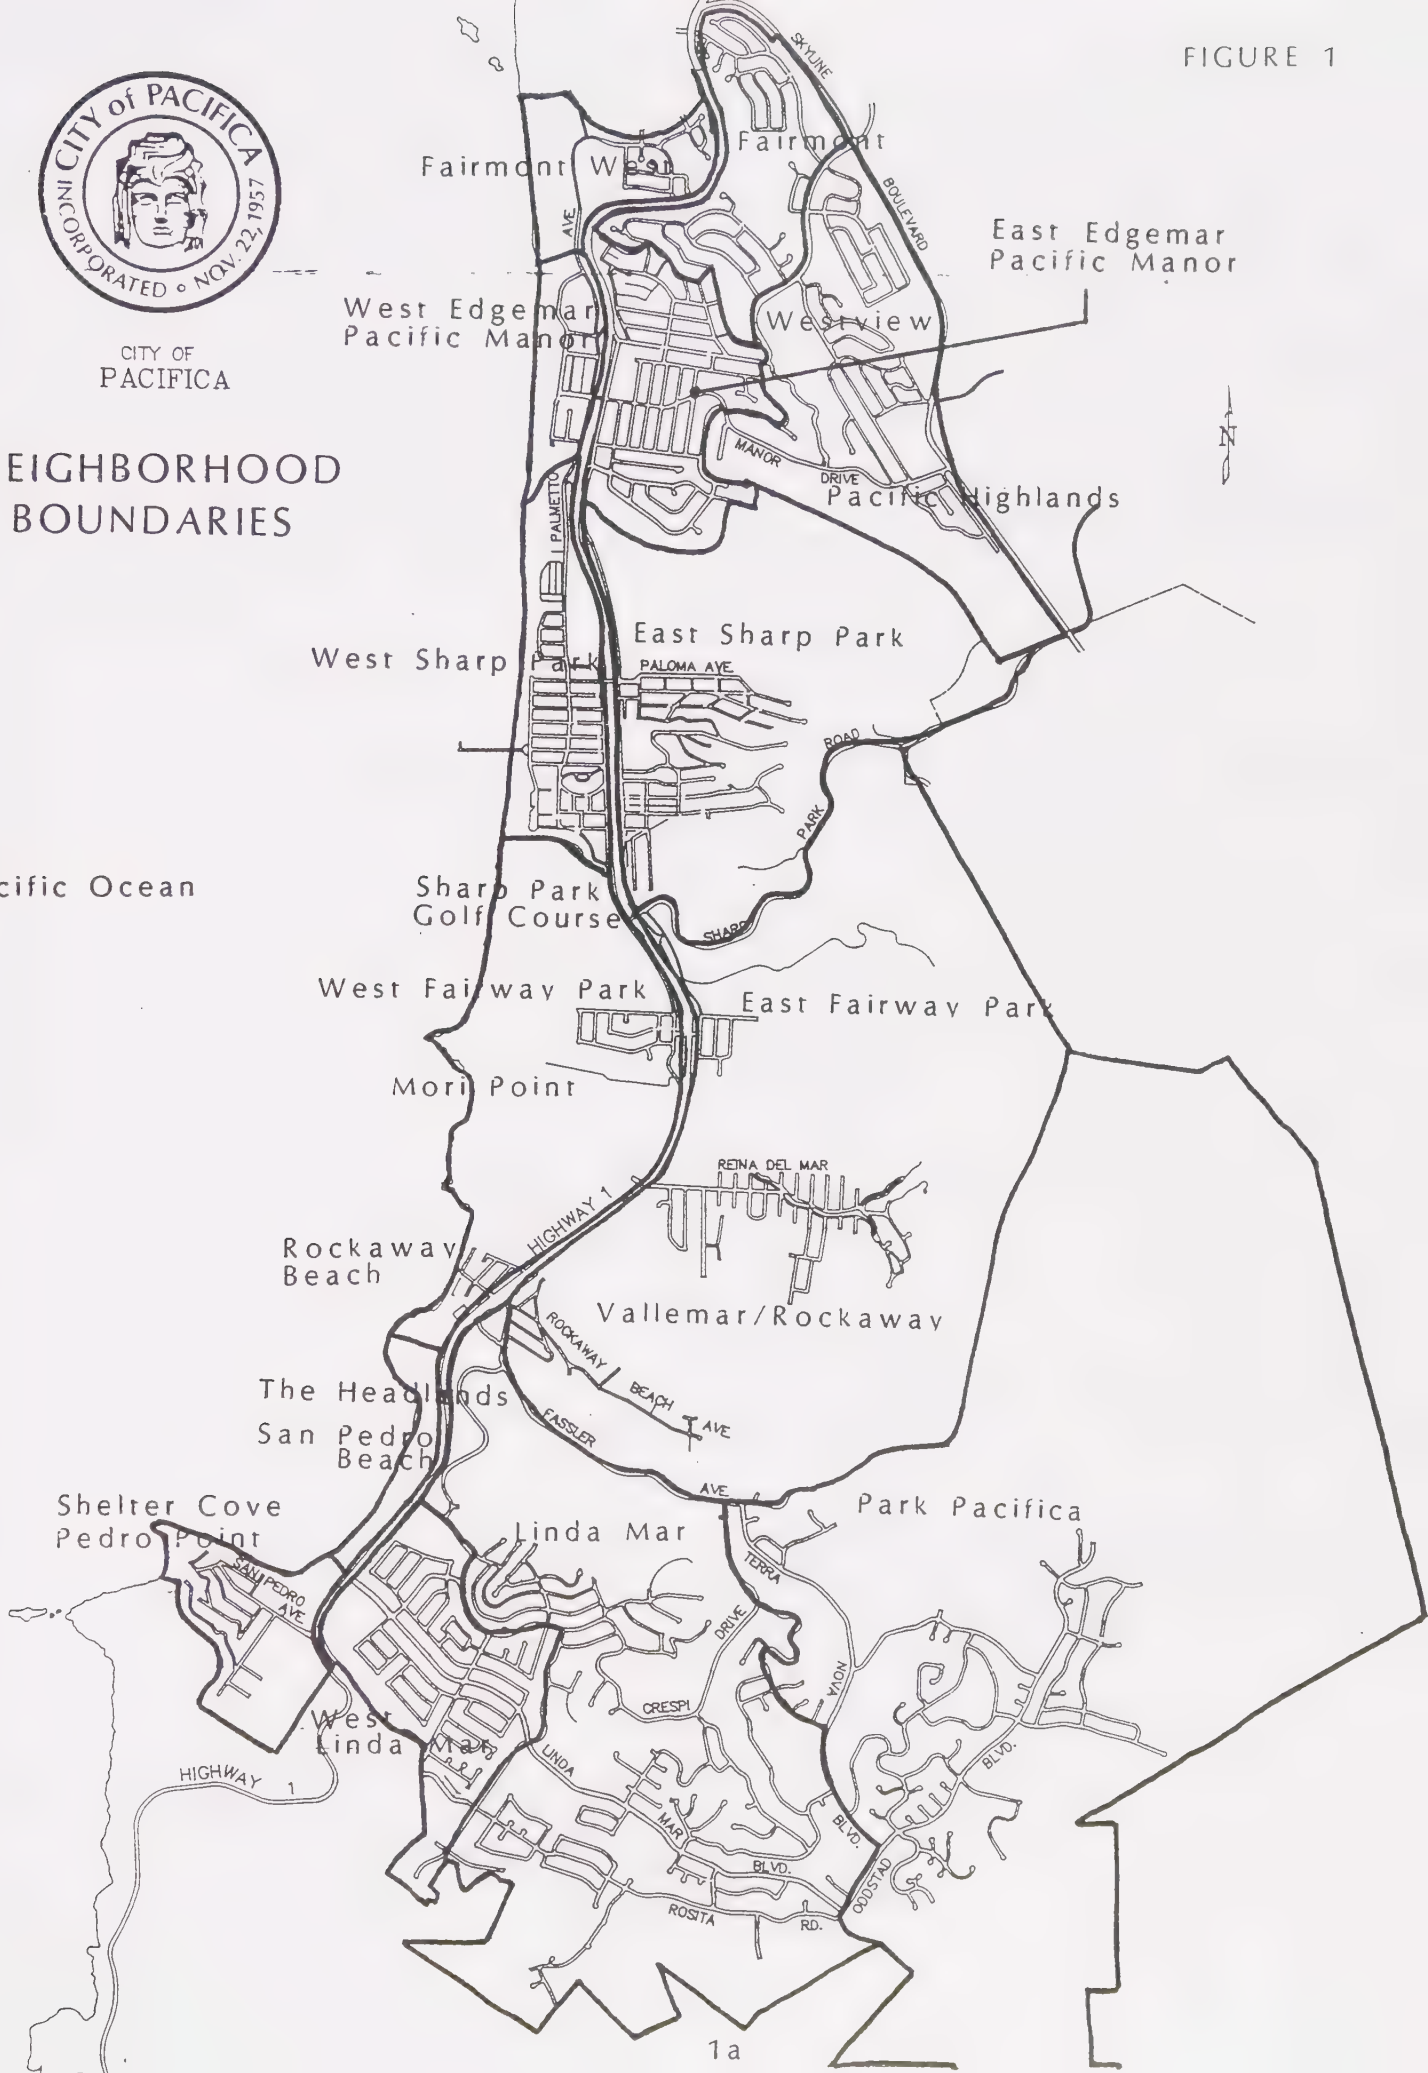 FIGURE 1
CITY of PACIFICA
INCORPORATED NOV. 22, 1957
CITY OF
PACIFICA
EIGHBORHOOD
BOUNDARIES
SKYLINE
Fairmont
Fairmont West
BOULEVARD
AVE.
East Edgemar
Pacific Manor
West Edgemar
Pacific Manor
Westview
N
MANOR
DRIVE
Pacific Highlands
PALMETTO
East Sharp Park
West Sharp Park
PALOMA AVE.
ROAD
PARK
SHARP
cific Ocean
Sharp Park
Golf Course
West Fairway Park
East Fairway Park
Mori Point
REINA DEL MAR
HIGHWAY 1
Rockaway
Beach
Vallemar/Rockaway
ROCKAWAY
BEACH
AVE
The Headlands
FASSLER
AVE
San Pedro
Beach
Shelter Cove
Pedro Point
Linda Mar
Park Pacifica
SAN PEDRO
AVE.
TERRA
DRIVE
NOVA
CRESPI
West
Linda Mar
LINDA
BLVD.
HIGHWAY 1
MAR
BLVD.
BLVD.
ODDSTAD
ROSITA
RD.
1a